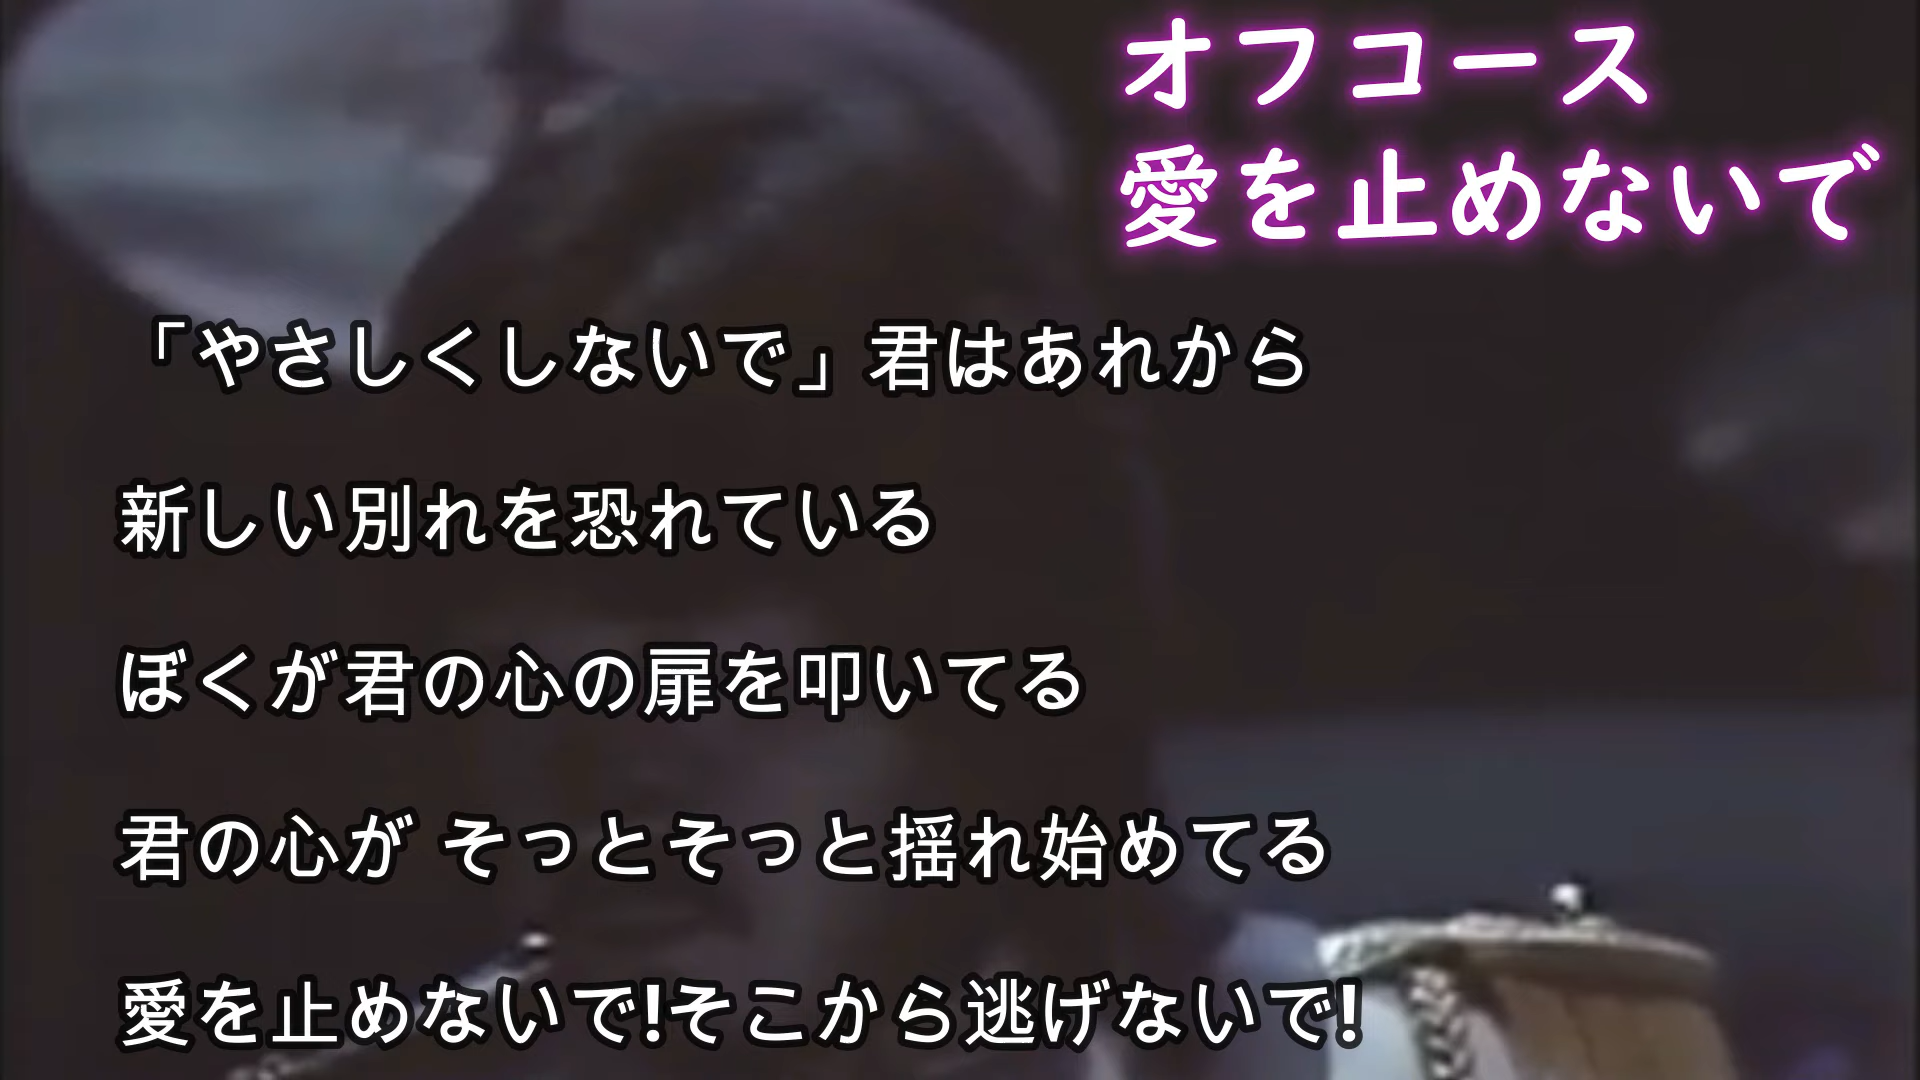 オフコース
愛を止めないで
「やさしくしないで」君はあれから
新しい別れを恐れている
ぼくが君の心の扉を叩いてる
君の心が そっとそっと揺れ始めてる
愛を止めないで!そこから逃げないで!